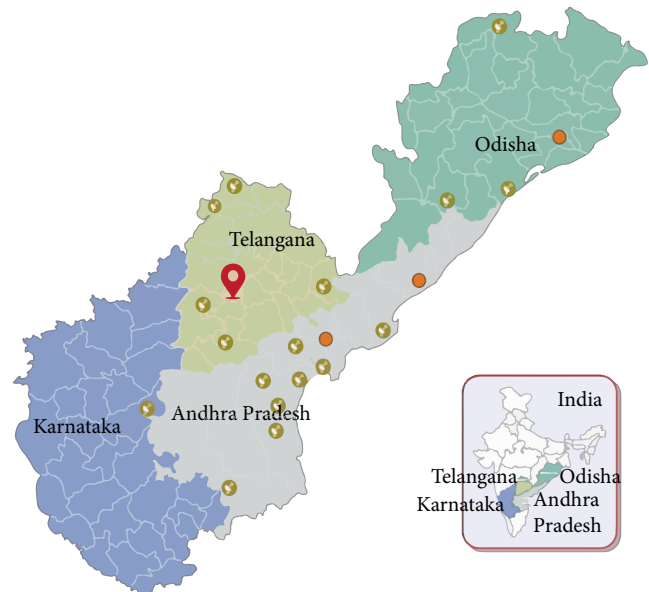 Odisha
Telangana
Andhra Pradesh
Karnataka
India
Telangana
Odisha
Karnataka
Andhra
Pradesh